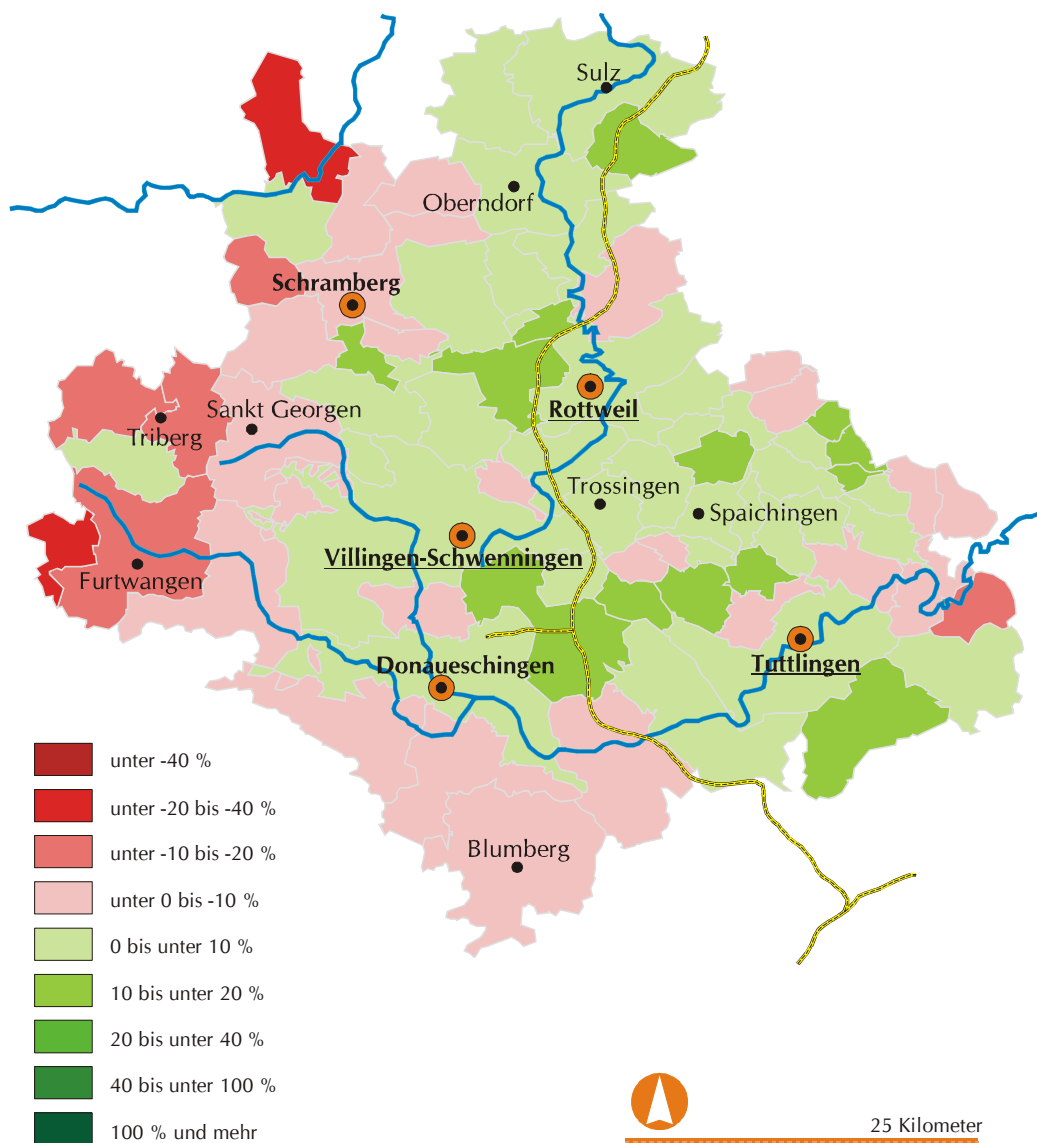 Sulz
Oberndorf
Schramberg
Rottweil
Sankt Georgen
Triberg
Trossingen
Spaichingen
Villingen-Schwenningen
Furtwangen
Tuttlingen
Donaueschingen
Blumberg
unter -40 %
unter -20 bis -40 %
unter -10 bis -20 %
unter 0 bis -10 %
0 bis unter 10 %
10 bis unter 20 %
20 bis unter 40 %
40 bis unter 100 %
100 % und mehr
25 Kilometer